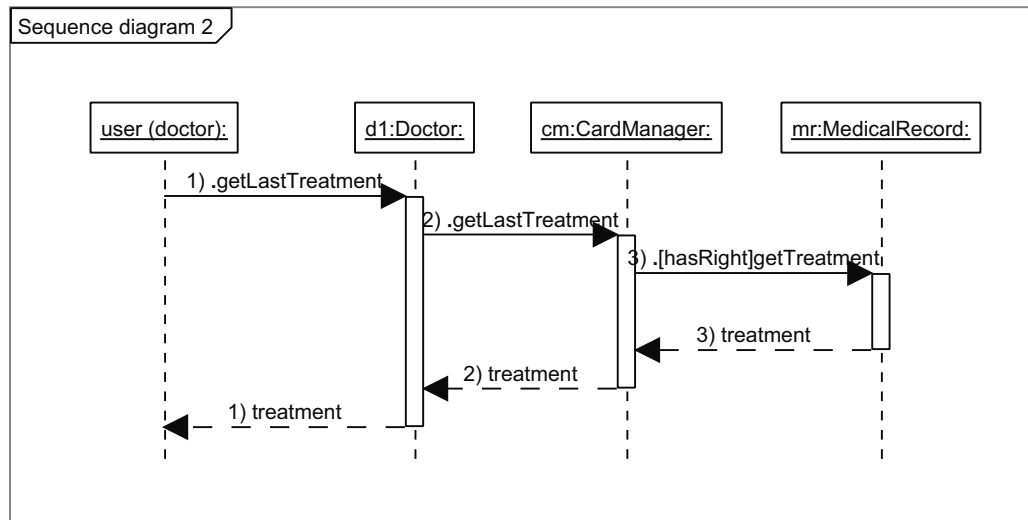 Sequence diagram 2
user (doctor):
d1:Doctor:
cm:CardManager:
mr:MedicalRecord:
1) .getLastTreatment
2) .getLastTreatment
3) .[hasRight]getTreatment
3) treatment
2) treatment
1) treatment